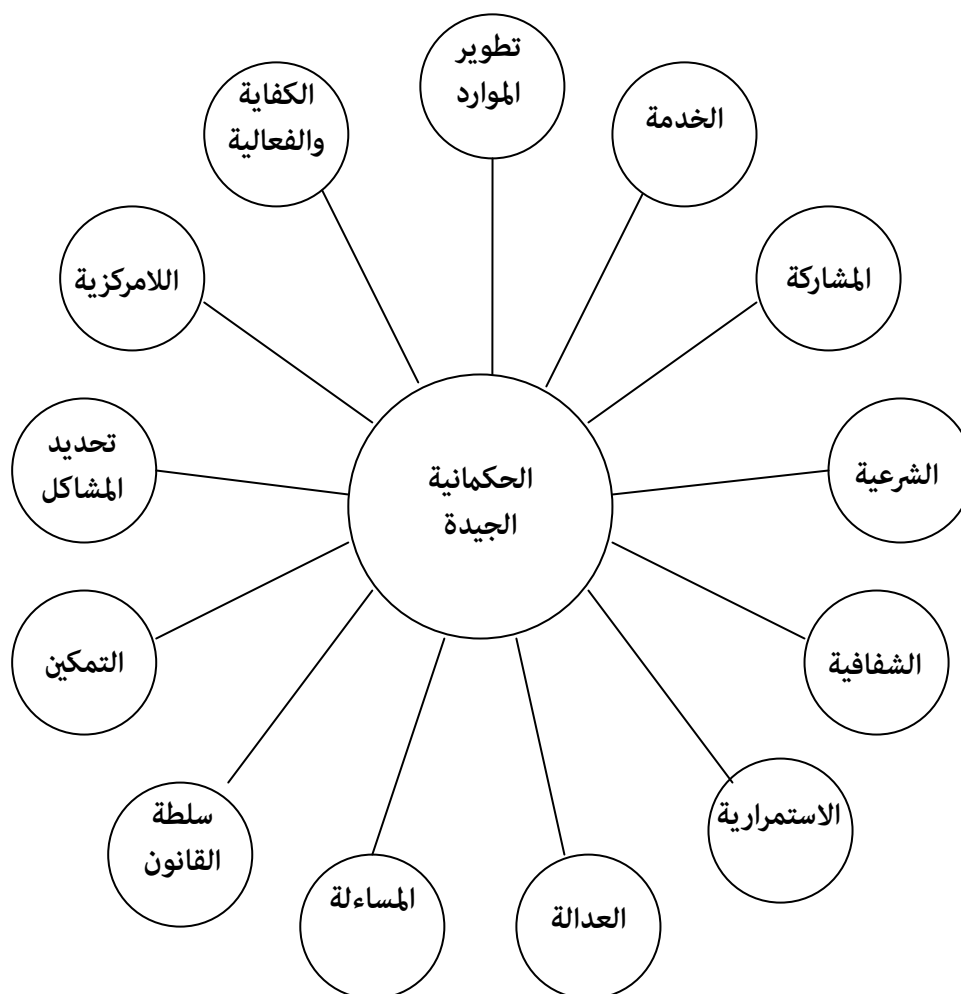 تطوير
الموارد
الخدمة
المشاركة
الشرعية
الشفافية
الاستمرارية
العدالة
المساءلة
سلطة
القانون
التمكين
تحديد
المشاكل
اللامركزية
الكفاية
والفعالية
الحكمانية
الجيدة